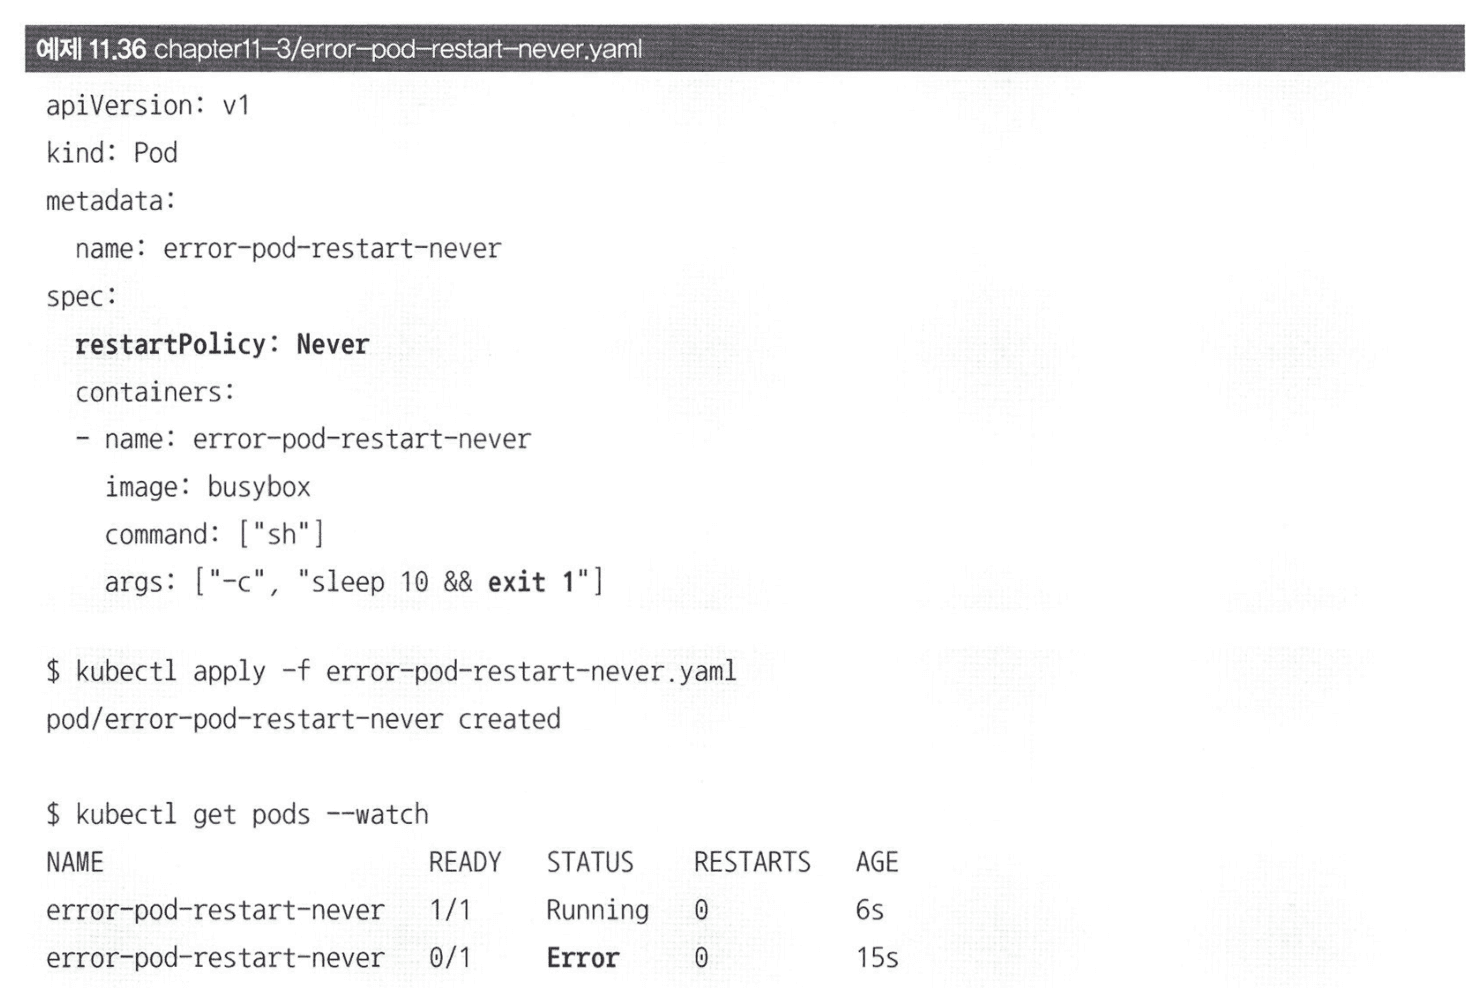 예제 11.36 chapter11-3/error-pod-restart-never.yaml
apiVersion: v1
kind: Pod
metadata:
  name: error-pod-restart-never
spec:
  restartPolicy: Never
  containers:
  - name: error-pod-restart-never
    image: busybox
    command: ["sh"]
    args: ["-c", "sleep 10 && exit 1"]
$ kubectl apply -f error-pod-restart-never.yaml
pod/error-pod-restart-never created
$ kubectl get pods --watch
NAME                      READY   STATUS    RESTARTS   AGE
error-pod-restart-never   1/1     Running   0          6s
error-pod-restart-never   0/1     Error     0          15s